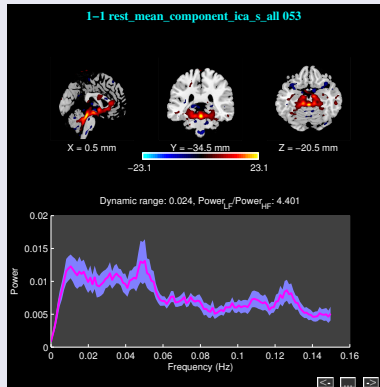 1-1 rest_mean_component_ica_s_all 053
X = 0.5 mm
Y = -34.5 mm
Z = -20.5 mm
-23.1
23.1
Dynamic range: 0.024, Power_LF/Power_HF: 4.401
0.02
0.015
0.01
0.005
0
Power
0
0.02
0.04
0.06
0.08
0.1
0.12
0.14
0.16
Frequency (Hz)
<-
...
->